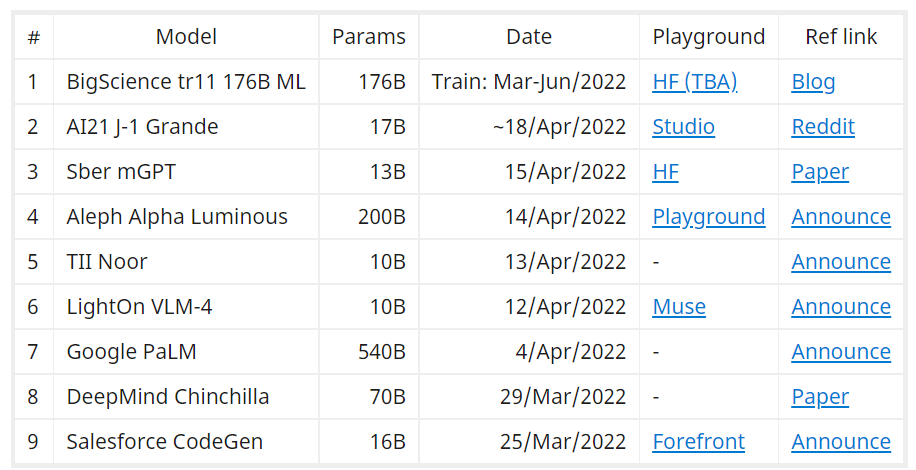 # Model Params Date Playground Ref link
1 BigScience tr11 176B ML 176B Train: Mar-Jun/2022 HF (TBA) Blog
2 AI21 J-1 Grande 17B ~18/Apr/2022 Studio Reddit
3 Sber mGPT 13B 15/Apr/2022 HF Paper
4 Aleph Alpha Luminous 200B 14/Apr/2022 Playground Announce
5 TII Noor 10B 13/Apr/2022 - Announce
6 LightOn VLM-4 10B 12/Apr/2022 Muse Announce
7 Google PaLM 540B 4/Apr/2022 - Announce
8 DeepMind Chinchilla 70B 29/Mar/2022 - Paper
9 Salesforce CodeGen 16B 25/Mar/2022 Forefront Announce